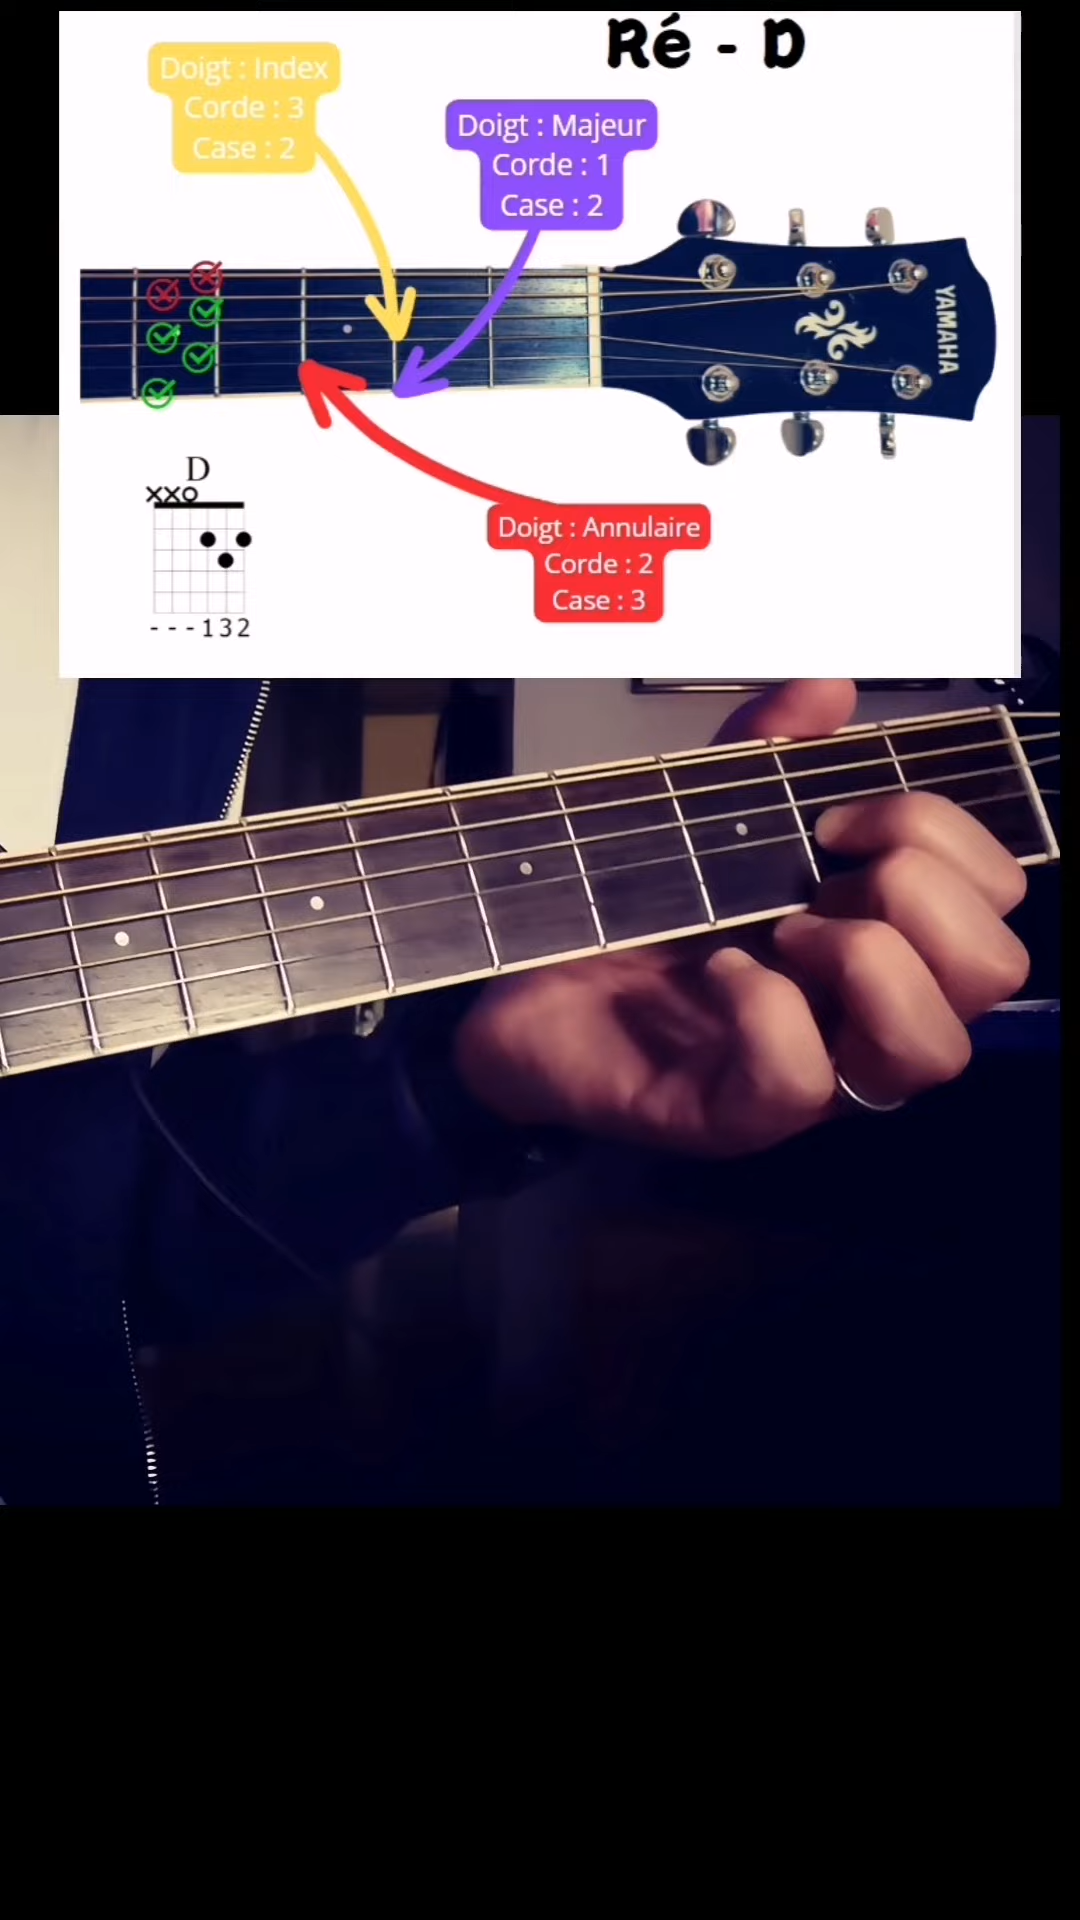 Ré - D
Doigt : Index
Corde : 3
Case : 2
Doigt : Majeur
Corde : 1
Case : 2
YAMAHA
D
××○
Doigt : Annulaire
Corde : 2
Case : 3
- - - 1 3 2